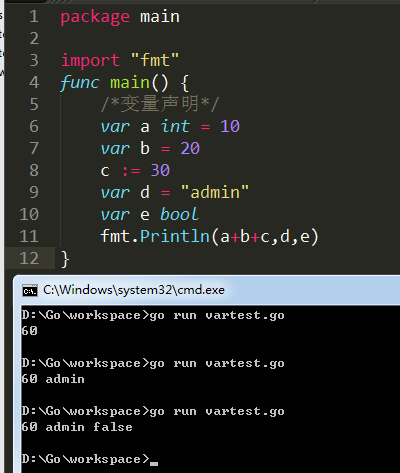 1 package main
2
3 import "fmt"
4 func main() {
5 /*变量声明*/
6 var a int = 10
7 var b = 20
8 c := 30
9 var d = "admin"
10 var e bool
11 fmt.Println(a+b+c,d,e)
12 }
C:\Windows\system32\cmd.exe
D:\Go\workspace>go run vartest.go
60
D:\Go\workspace>go run vartest.go
60 admin
D:\Go\workspace>go run vartest.go
60 admin false
D:\Go\workspace>_